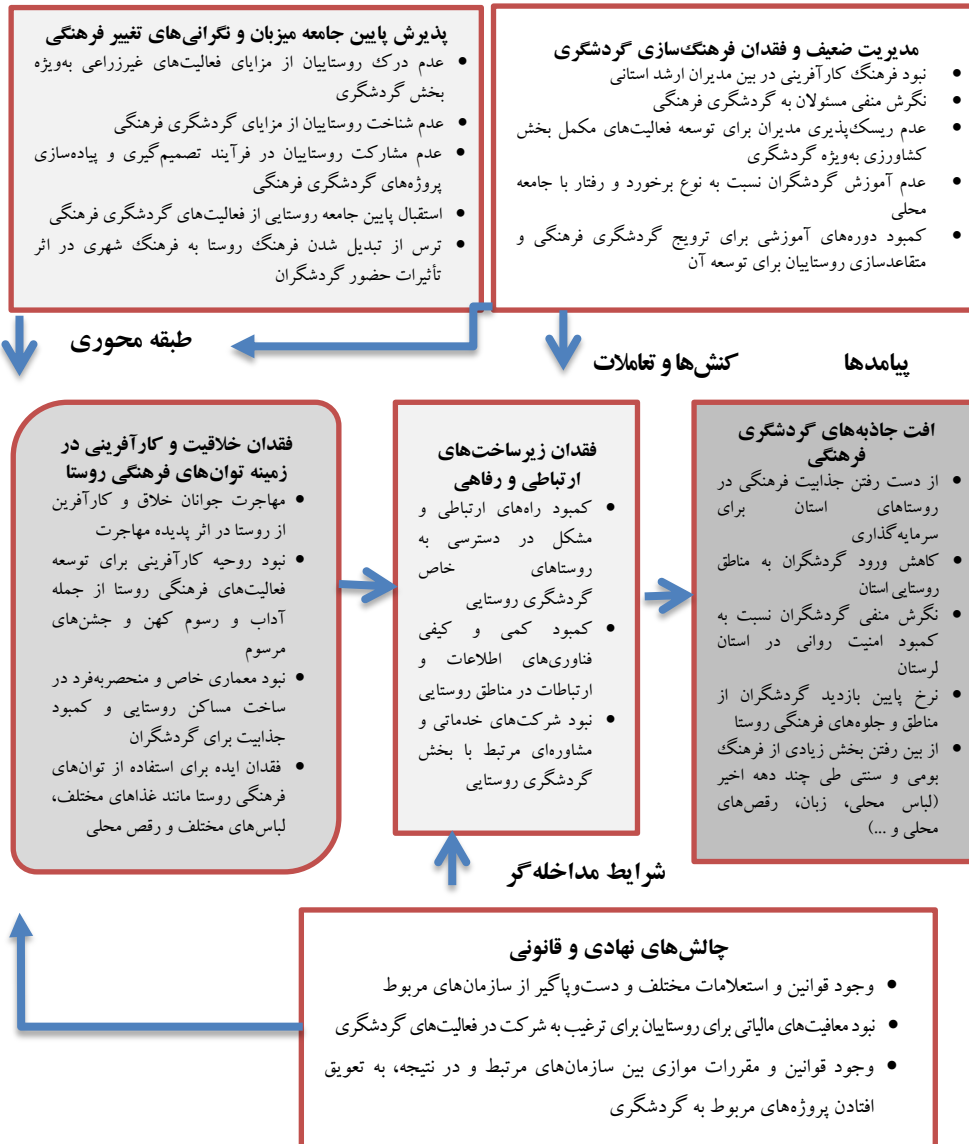 مدیریت ضعیف و فقدان فرهنگ‌سازی گردشگری
• نبود فرهنگ کارآفرینی در بین مدیران ارشد استانی
• نگرش منفی مسئولان به گردشگری فرهنگی
• عدم ریسک‌پذیری مدیران برای توسعه فعالیت‌های مکمل بخش
کشاورزی به‌ویژه گردشگری
• عدم آموزش گردشگران نسبت به نوع برخورد و رفتار با جامعه
محلی
• کمبود دوره‌های آموزشی برای ترویج گردشگری فرهنگی و
متقاعدسازی روستاییان برای توسعه آن
پذیرش پایین جامعه میزبان و نگرانی‌های تغییر فرهنگی
• عدم درک روستاییان از مزایای فعالیت‌های غیرزراعی به‌ویژه
بخش گردشگری
• عدم شناخت روستاییان از مزایای گردشگری فرهنگی
• عدم مشارکت روستاییان در فرآیند تصمیم‌گیری و پیاده‌سازی
پروژه‌های گردشگری فرهنگی
• استقبال پایین جامعه روستایی از فعالیت‌های گردشگری فرهنگی
• ترس از تبدیل شدن فرهنگ روستا به فرهنگ شهری در اثر
تأثیرات حضور گردشگران
پیامدها
کنش‌ها و تعاملات
طبقه محوری
افت جاذبه‌های گردشگری
فرهنگی
• از دست رفتن جذابیت فرهنگی در
روستاهای استان برای
سرمایه‌گذاری
• کاهش ورود گردشگران به مناطق
روستایی استان
• نگرش منفی گردشگران نسبت به
کمبود امنیت روانی در استان
لرستان
• نرخ پایین بازدید گردشگران از
مناطق و جلوه‌های فرهنگی روستا
• از بین رفتن بخش زیادی از فرهنگ
بومی و سنتی طی چند دهه اخیر
(لباس محلی، زبان، رقص‌های
محلی و ...)
فقدان زیرساخت‌های
ارتباطی و رفاهی
• کمبود راه‌های ارتباطی و
مشکل در دسترسی به
روستاهای خاص
گردشگری روستایی
• کمبود کمی و کیفی
فناوری‌های اطلاعات و
ارتباطات در مناطق روستایی
• نبود شرکت‌های خدماتی و
مشاوره‌ای مرتبط با بخش
گردشگری روستایی
فقدان خلاقیت و کارآفرینی در
زمینه توان‌های فرهنگی روستا
• مهاجرت جوانان خلاق و کارآفرین
از روستا در اثر پدیده مهاجرت
• نبود روحیه کارآفرینی برای توسعه
فعالیت‌های فرهنگی روستا از جمله
آداب و رسوم کهن و جشن‌های
مرسوم
• نبود معماری خاص و منحصربه‌فرد در
ساخت مساکن روستایی و کمبود
جذابیت برای گردشگران
• فقدان ایده برای استفاده از توان‌های
فرهنگی روستا مانند غذاهای مختلف،
لباس‌های مختلف و رقص محلی
شرایط مداخله‌گر
چالش‌های نهادی و قانونی
• وجود قوانین و استعلامات مختلف و دست‌وپاگیر از سازمان‌های مربوط
• نبود معافیت‌های مالیاتی برای روستاییان برای ترغیب به شرکت در فعالیت‌های گردشگری
• وجود قوانین و مقررات موازی بین سازمان‌های مرتبط و در نتیجه، به تعویق
افتادن پروژه‌های مربوط به گردشگری